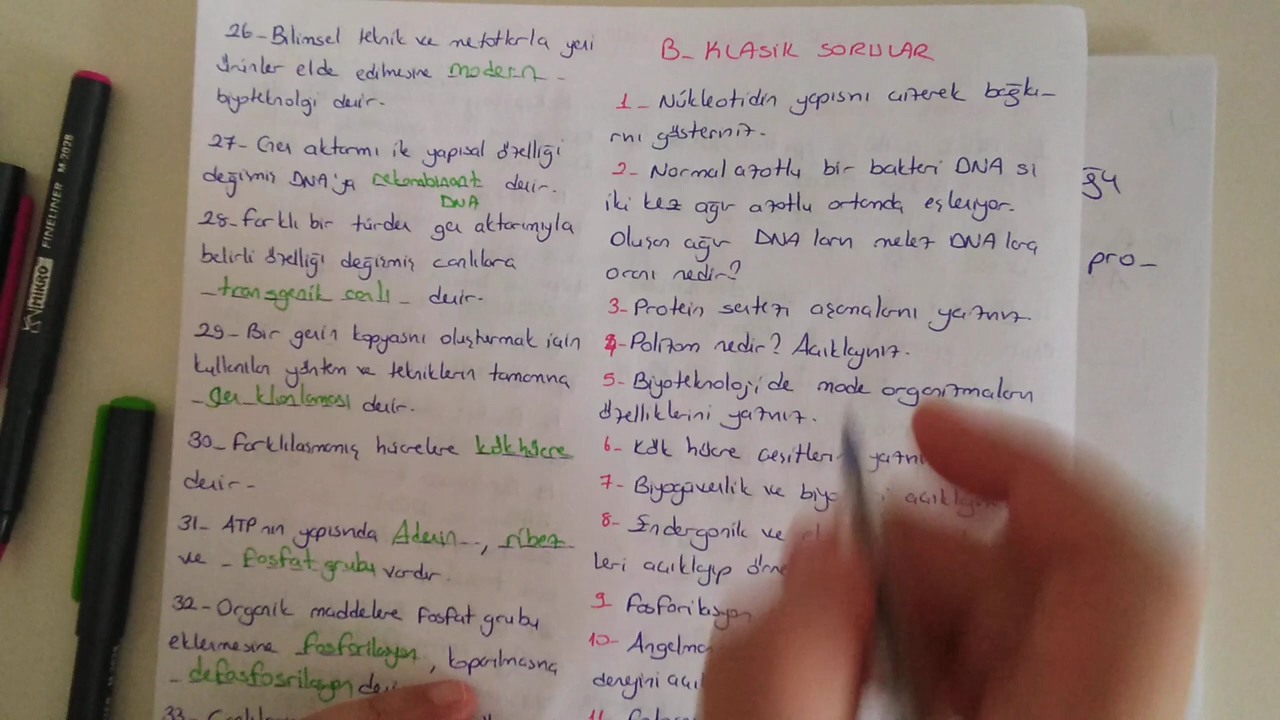 26- Bilimsel teknik ve metotlarla yeni
ürünler elde edilmesine modern -
biyoteknoloji denir.
27- Gen aktarımı ile yapısal özelliği
değişmiş DNA'ya rekombinant denir.
DNA
28- Farklı bir türden gen aktarımıyla
belirli özelliği değişmiş canlılara
- transgenik canlı - denir.
29- Bir genin kopyasını oluşturmak için
kullanılan yöntem ve tekniklerin tamamına
- gen klonlaması denir.
30- Farklılaşmamış hücrelere kök hücre
denir -
31- ATP'nin yapısında Adenin, riboz
ve - fosfat grubu vardır.
32- Organik maddelere fosfat grubu
eklenmesine fosforilasyon, koparılmasına
- defosforilasyon
B- KLASİK SORULAR
1- Nükleotidin yapısını çizerek bağla-
rını gösteriniz.
2- Normal azotlu bir bakteri DNA sı
iki kez ağır azotlu ortamda eşleniyor.
Oluşan ağır DNA ların melez DNA lara
oranı nedir?
3- Protein sentezi aşamalarını yazınız
4- Polizom nedir? Açıklayınız.
5- Biyoteknoloji de model organizmaların
özelliklerini yazınız.
6- Kök hücre çeşitleri
7- Biyogüvenlik ve
8- Endergonik ve
leri açıklayıp
9- Fosforilasyon
10-
deneyini
11-
pro-
MIKRO FINELINER M 2028